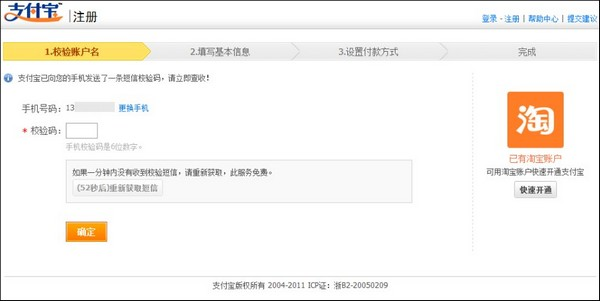 支付宝 | 注册
登录 - 注册 | 帮助中心 | 提交建议
1.校验账户名
2.填写基本信息
3.设置付款方式
完成
支付宝已向您的手机发送了一条短信校验码，请立即查收！
手机号码：13 更换手机
* 校验码：
手机校验码是6位数字。
如果一分钟内没有收到校验短信，请重新获取，此服务免费。
(52秒后)重新获取短信
确定
淘
已有淘宝账户
可用淘宝账户快速开通支付宝
快速开通
支付宝版权所有 2004-2011 ICP证：浙B2-20050209